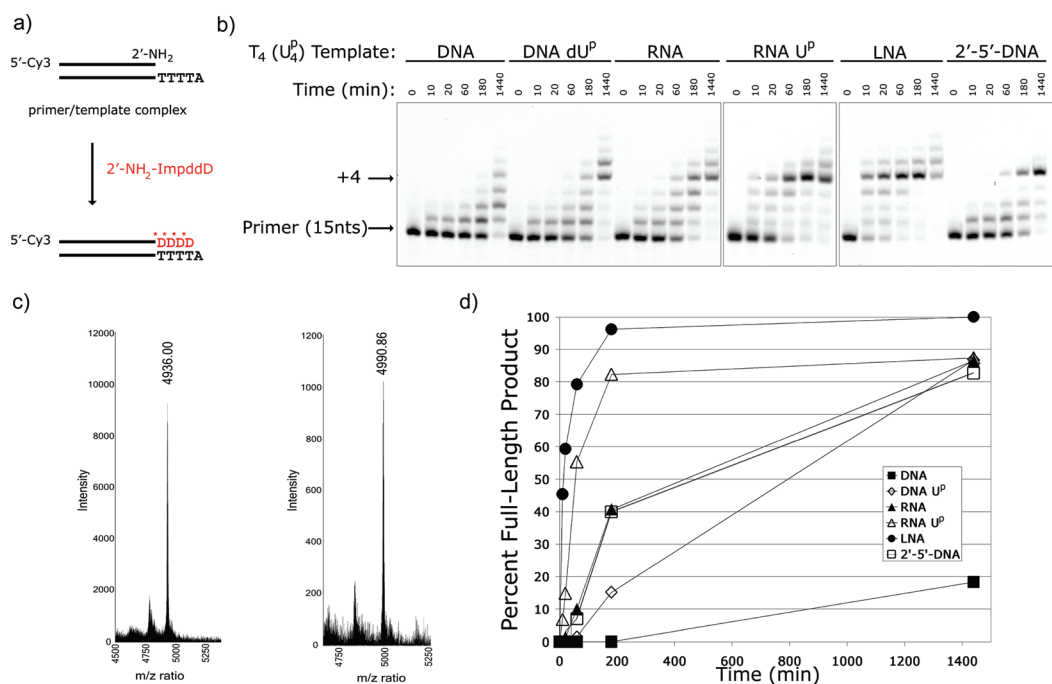 a)
2'-NH2
5'-Cy3
TTTTA
primer/template complex
2'-NH2-ImpddD
* * * *
5'-Cy3
DDDD
TTTTA
b)
T4 (U4^p) Template:
DNA
DNA dU^p
RNA
RNA U^p
LNA
2'-5'-DNA
Time (min):
0 10 20 60 180 1440 0 10 20 60 180 1440 0 10 20 60 180 1440 0 10 20 60 180 1440 0 10 20 60 180 1440 0 10 20 60 180 1440
+4
Primer (15nts)
c)
12000
10000
8000
6000
4000
2000
0
Intensity
4936.00
4500 4750 5000 5250
m/z ratio
1200
1000
800
600
400
200
0
Intensity
4990.86
4750 5000 5250
m/z ratio
d)
Percent Full-Length Product
100
90
80
70
60
50
40
30
20
10
0
0 200 400 600 800 1000 1200 1400
Time (min)
DNA
DNA U^p
RNA
RNA U^p
LNA
2'-5'-DNA